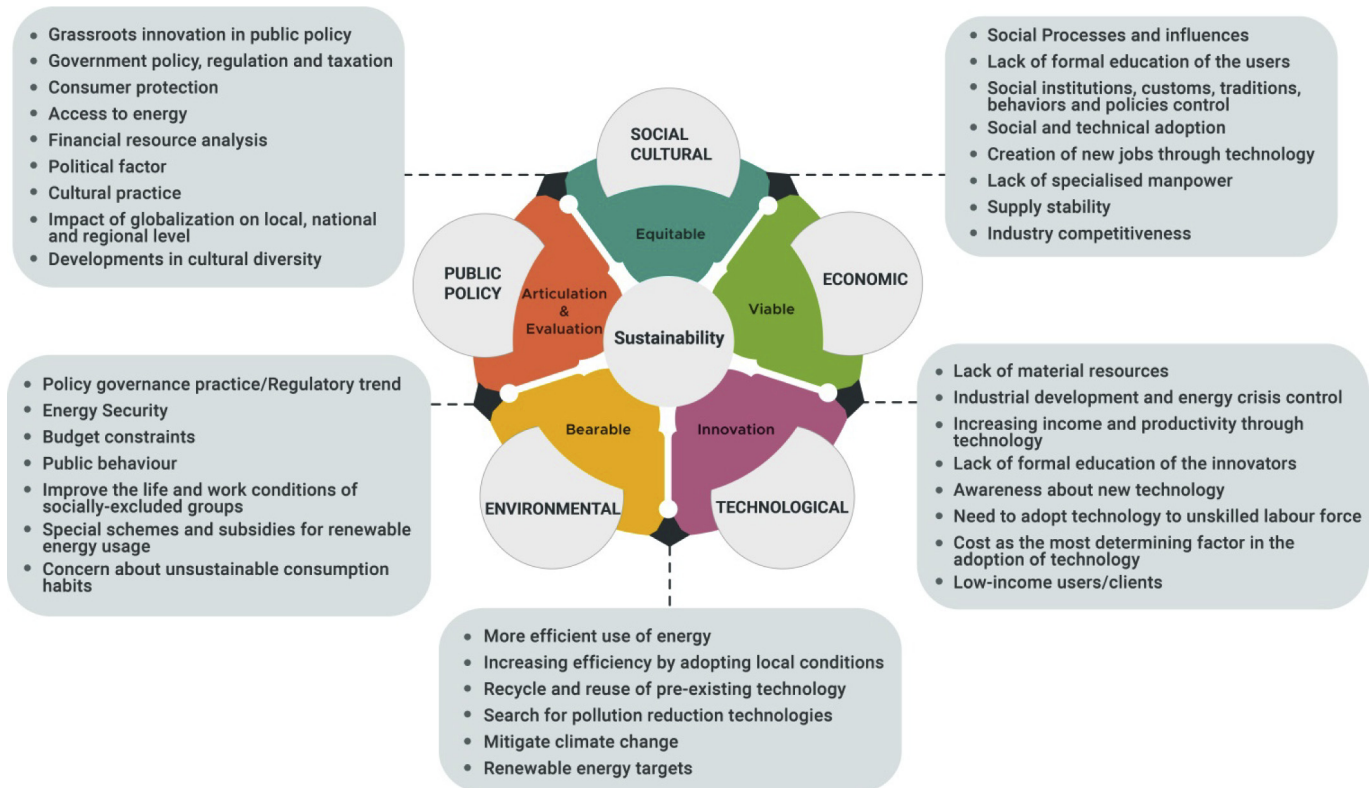 • Grassroots innovation in public policy
• Government policy, regulation and taxation
• Consumer protection
• Access to energy
• Financial resource analysis
• Political factor
• Cultural practice
• Impact of globalization on local, national
and regional level
• Developments in cultural diversity
• Social Processes and influences
• Lack of formal education of the users
• Social institutions, customs, traditions,
behaviors and policies control
• Social and technical adoption
• Creation of new jobs through technology
• Lack of specialised manpower
• Supply stability
• Industry competitiveness
SOCIAL
CULTURAL
Equitable
PUBLIC
POLICY
Articulation
&
Evaluation
Sustainability
Viable
ECONOMIC
Bearable
Innovation
ENVIRONMENTAL
TECHNOLOGICAL
• Policy governance practice/Regulatory trend
• Energy Security
• Budget constraints
• Public behaviour
• Improve the life and work conditions of
socially-excluded groups
• Special schemes and subsidies for renewable
energy usage
• Concern about unsustainable consumption
habits
• Lack of material resources
• Industrial development and energy crisis control
• Increasing income and productivity through
technology
• Lack of formal education of the innovators
• Awareness about new technology
• Need to adopt technology to unskilled labour force
• Cost as the most determining factor in the
adoption of technology
• Low-income users/clients
• More efficient use of energy
• Increasing efficiency by adopting local conditions
• Recycle and reuse of pre-existing technology
• Search for pollution reduction technologies
• Mitigate climate change
• Renewable energy targets